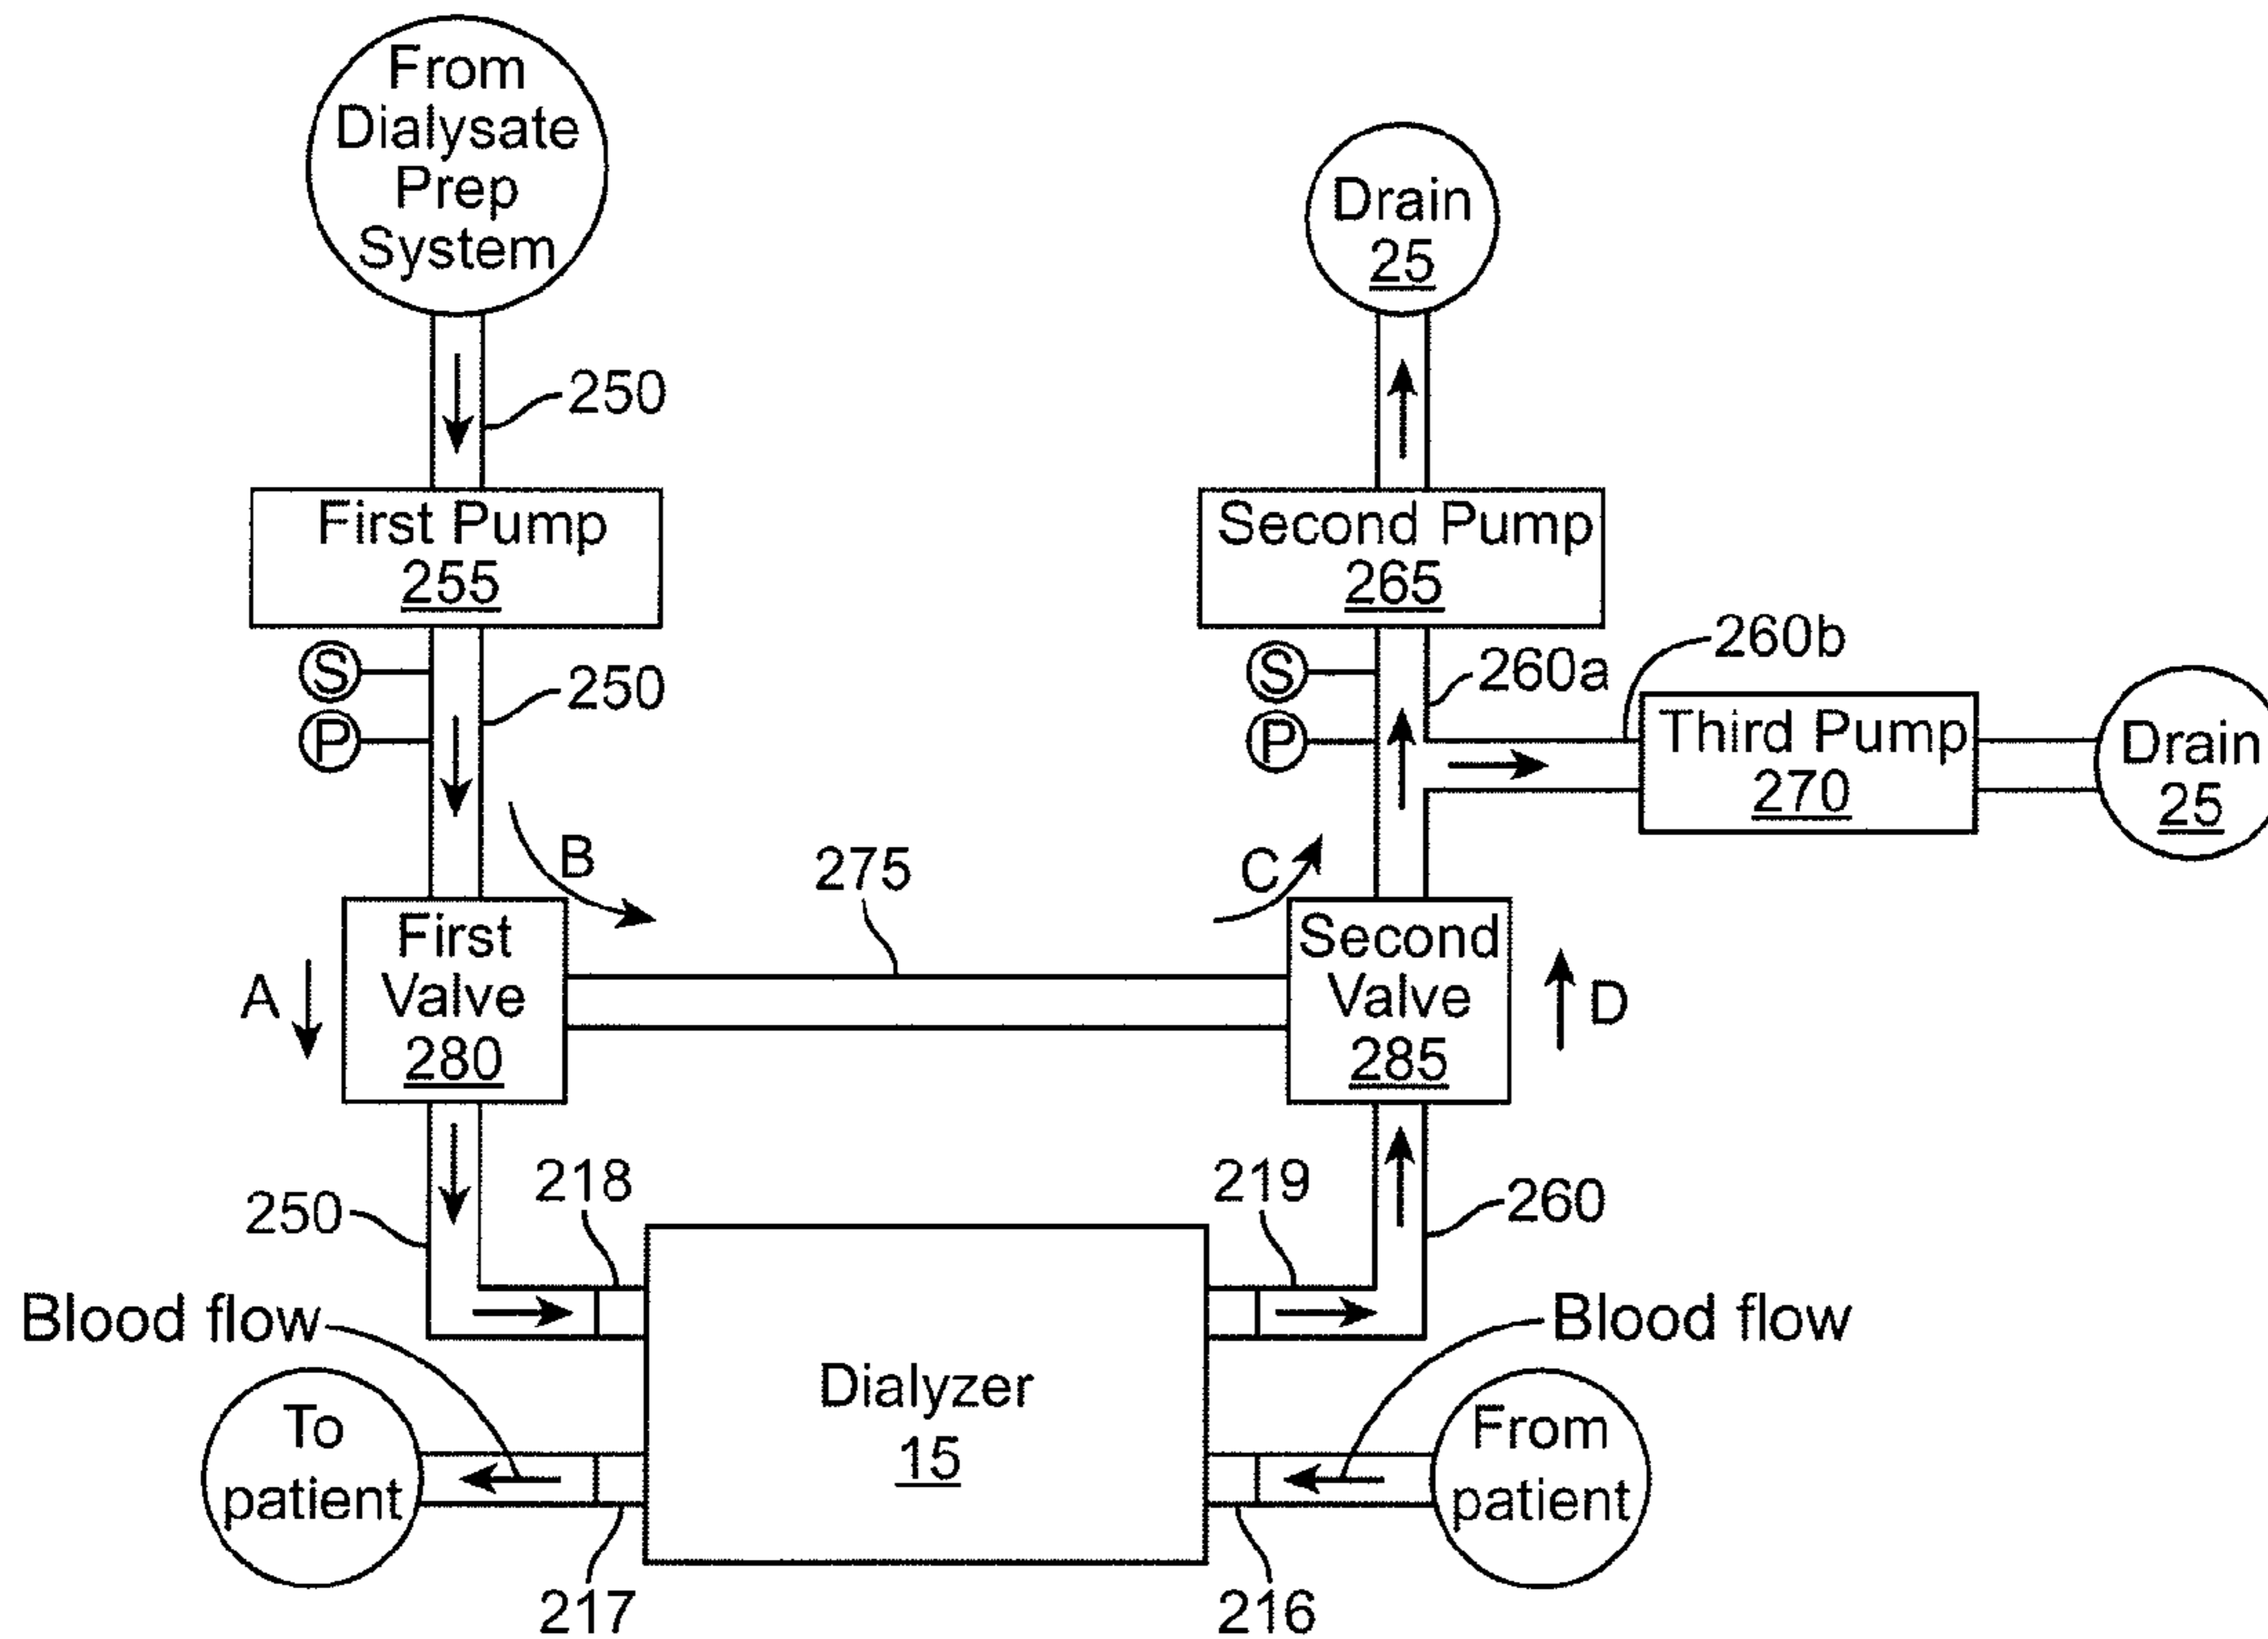 From
Dialysate
Prep
System
Drain
25
250
First Pump
255
Second Pump
265
S
P
250
S
P
260a
260b
Third Pump
270
Drain
25
B
C
275
A
First
Valve
280
Second
Valve
285
D
250
218
219
260
Blood flow
Blood flow
Dialyzer
15
To
patient
From
patient
217
216